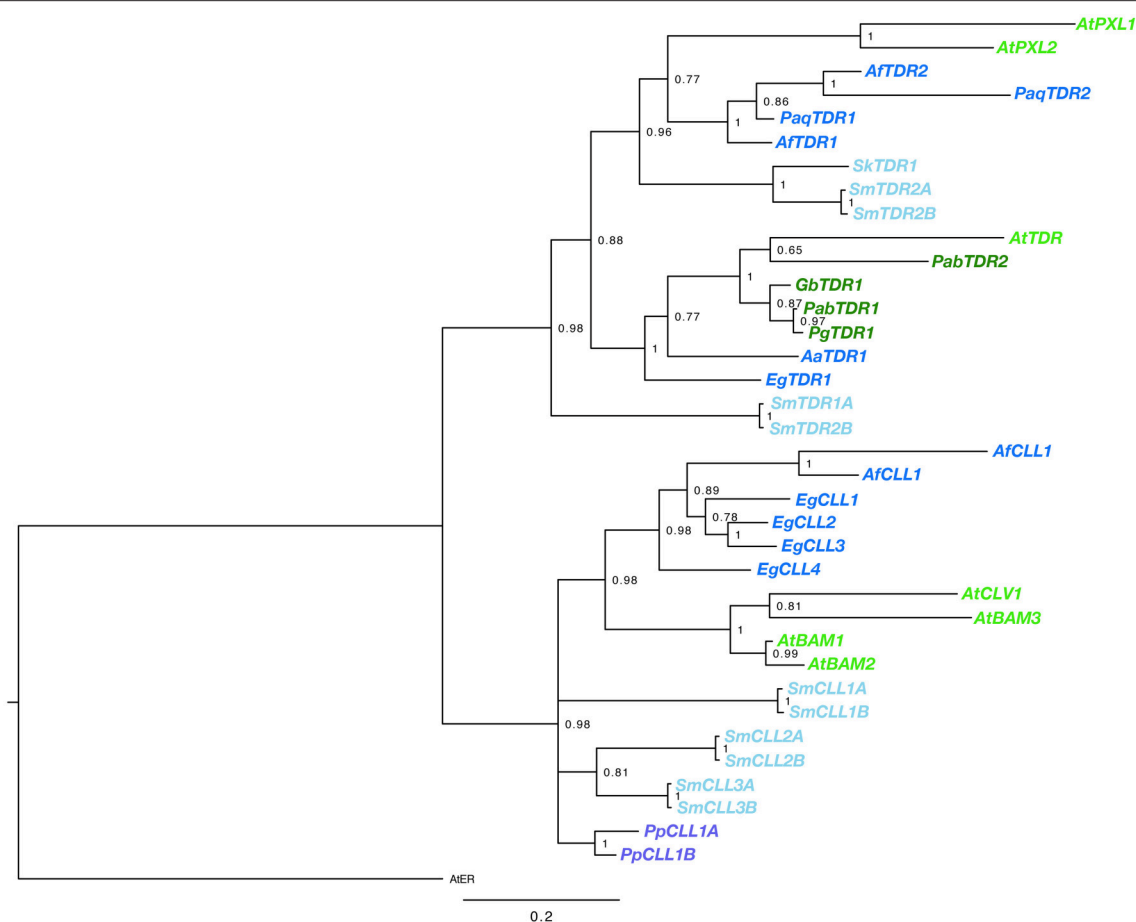 AtPXL1
1
AtPXL2
AfTDR2
0.77
1
PaqTDR2
0.86
PaqTDR1
1
0.96
AfTDR1
SkTDR1
1
SmTDR2A
1
SmTDR2B
0.88
AtTDR
0.65
PabTDR2
1
GbTDR1
0.87
PabTDR1
0.77
0.97
PgTDR1
0.98
1
AaTDR1
EgTDR1
SmTDR1A
1
SmTDR2B
AfCLL1
1
AfCLL1
0.89
EgCLL1
0.78
EgCLL2
0.98
1
EgCLL3
EgCLL4
0.98
AtCLV1
0.81
AtBAM3
1
AtBAM1
0.99
AtBAM2
SmCLL1A
1
SmCLL1B
0.98
SmCLL2A
1
SmCLL2B
0.81
SmCLL3A
1
SmCLL3B
PpCLL1A
1
PpCLL1B
AtER
0.2